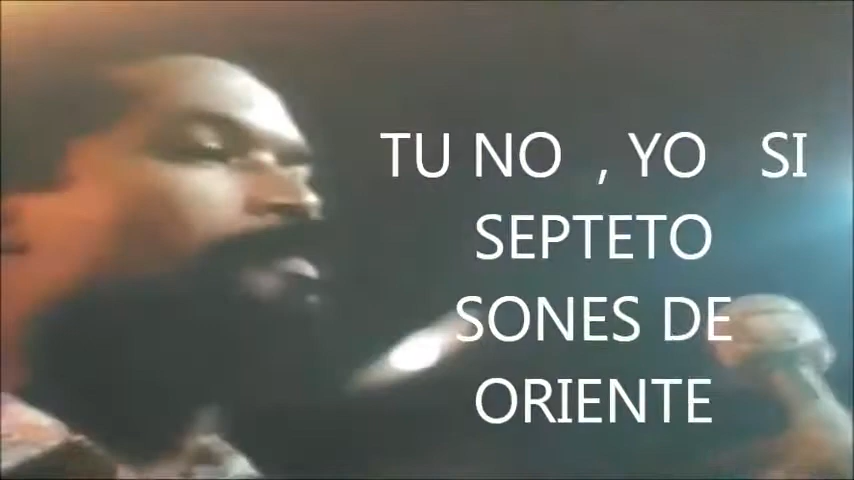 TU NO , YO SI
SEPTETO
SONES DE
ORIENTE